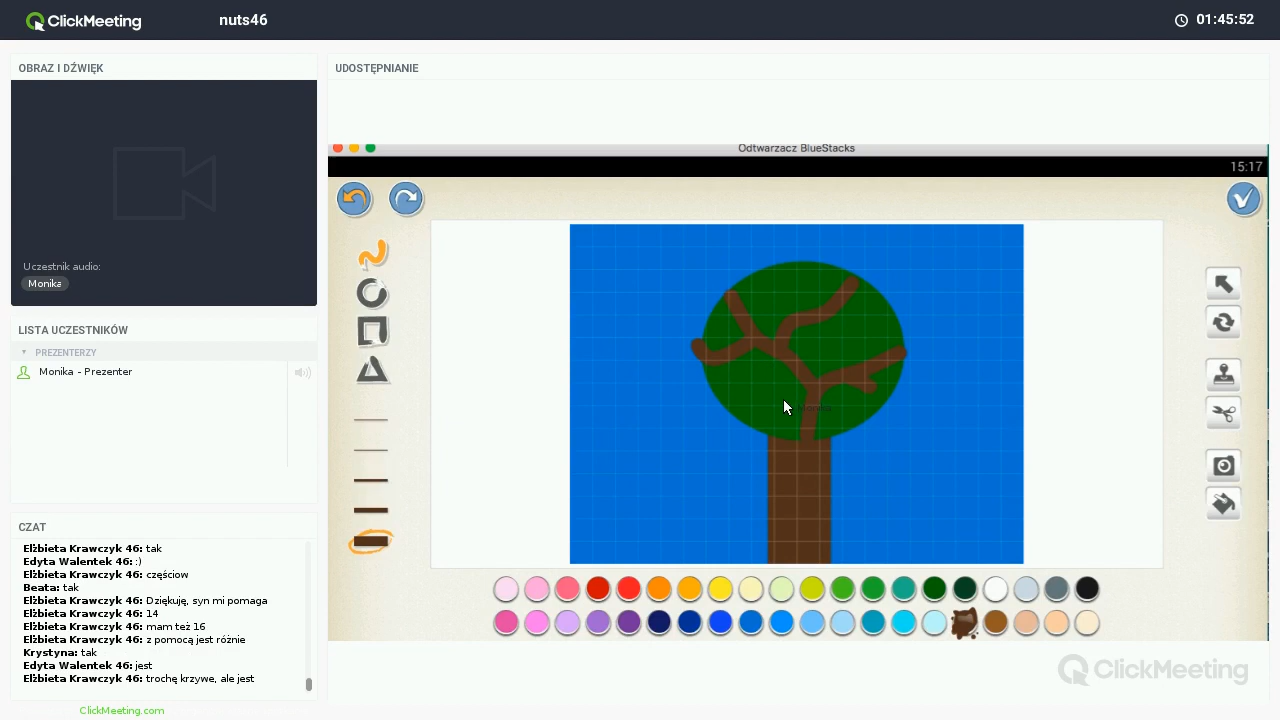 ClickMeeting
nuts46
01:45:52
OBRAZ I DŹWIĘK
Uczestnik audio:
Monika
LISTA UCZESTNIKÓW
PREZENTERZY
Monika - Prezenter
CZAT
Elżbieta Krawczyk 46: tak
Edyta Walentek 46: :)
Elżbieta Krawczyk 46: częściow
Beata: tak
Elżbieta Krawczyk 46: Dziękuję, syn mi pomaga
Elżbieta Krawczyk 46: 14
Elżbieta Krawczyk 46: mam też 16
Elżbieta Krawczyk 46: z pomocą jest różnie
Krystyna: tak
Edyta Walentek 46: jest
Elżbieta Krawczyk 46: trochę krzywe, ale jest
ClickMeeting.com
UDOSTĘPNIANIE
Odtwarzacz BlueStacks
15:17
ClickMeeting